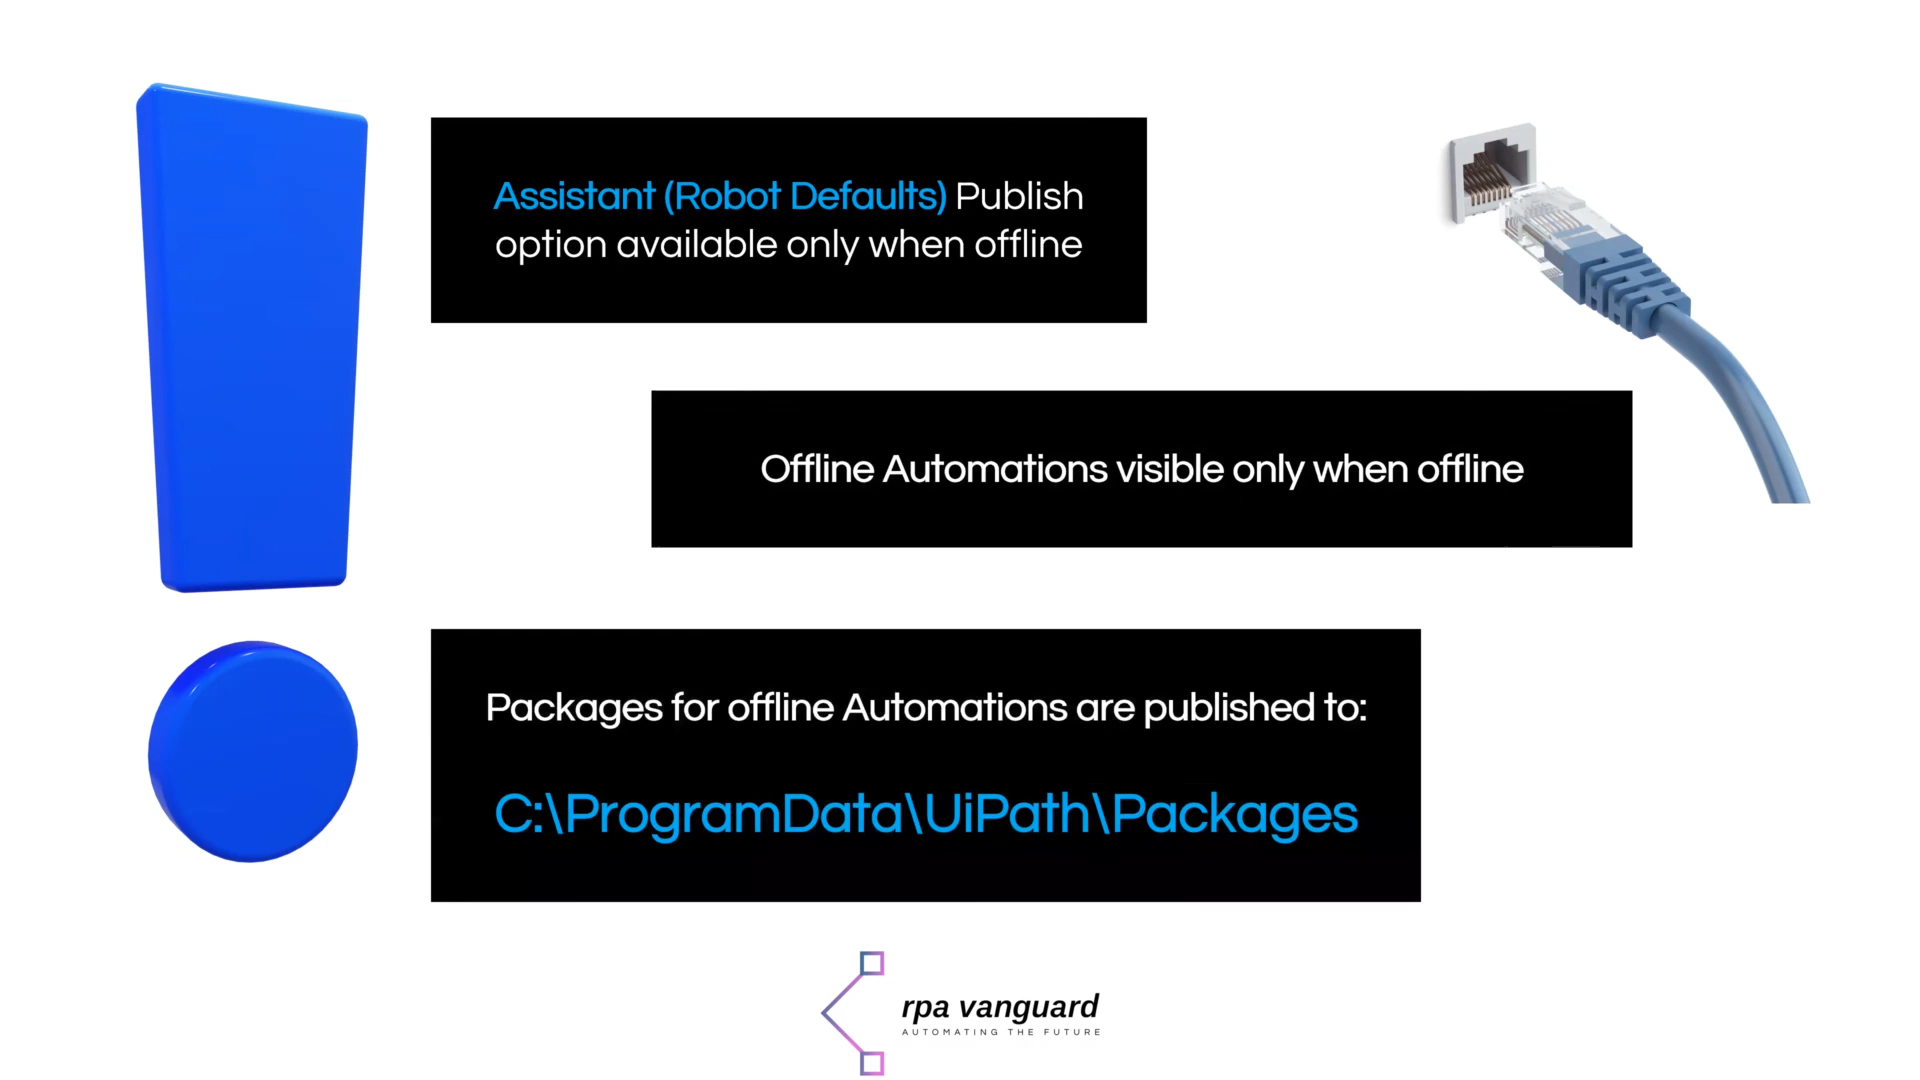 Assistant (Robot Defaults) Publish
option available only when offline
Offline Automations visible only when offline
Packages for offline Automations are published to:
C:\ProgramData\UiPath\Packages
rpa vanguard
AUTOMATING THE FUTURE